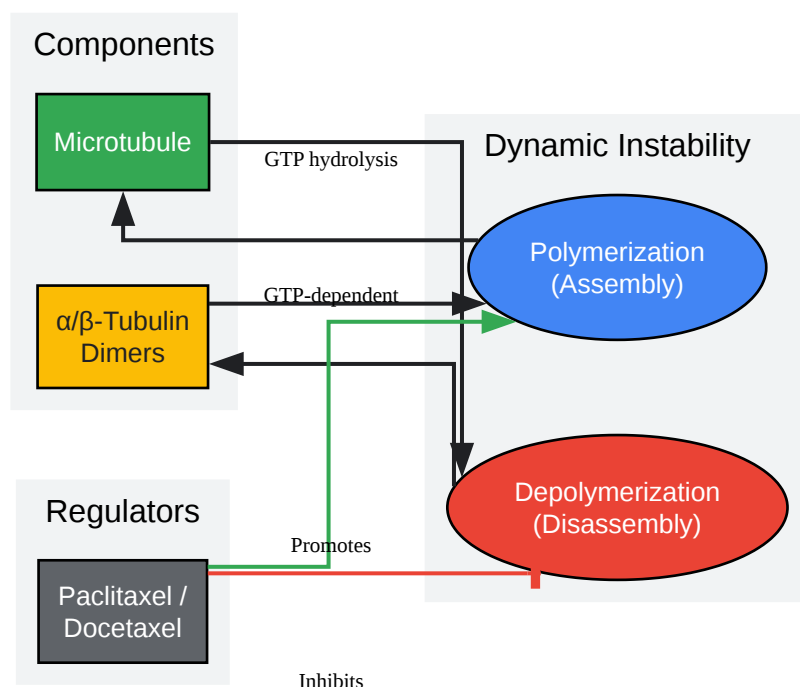 Components
Microtubule
GTP hydrolysis
Dynamic Instability
Polymerization
(Assembly)
GTP-dependent
α/β-Tubulin
Dimers
Depolymerization
(Disassembly)
Regulators
Promotes
Paclitaxel /
Docetaxel
Inhibits